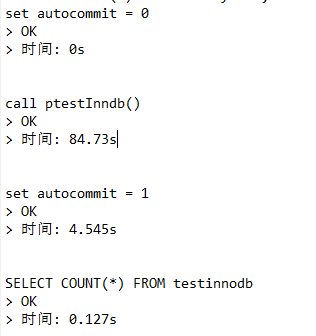 set autocommit = 0
> OK
> 时间: 0s
call ptestInndb()
> OK
> 时间: 84.73s
set autocommit = 1
> OK
> 时间: 4.545s
SELECT COUNT(*) FROM testinnodb
> OK
> 时间: 0.127s